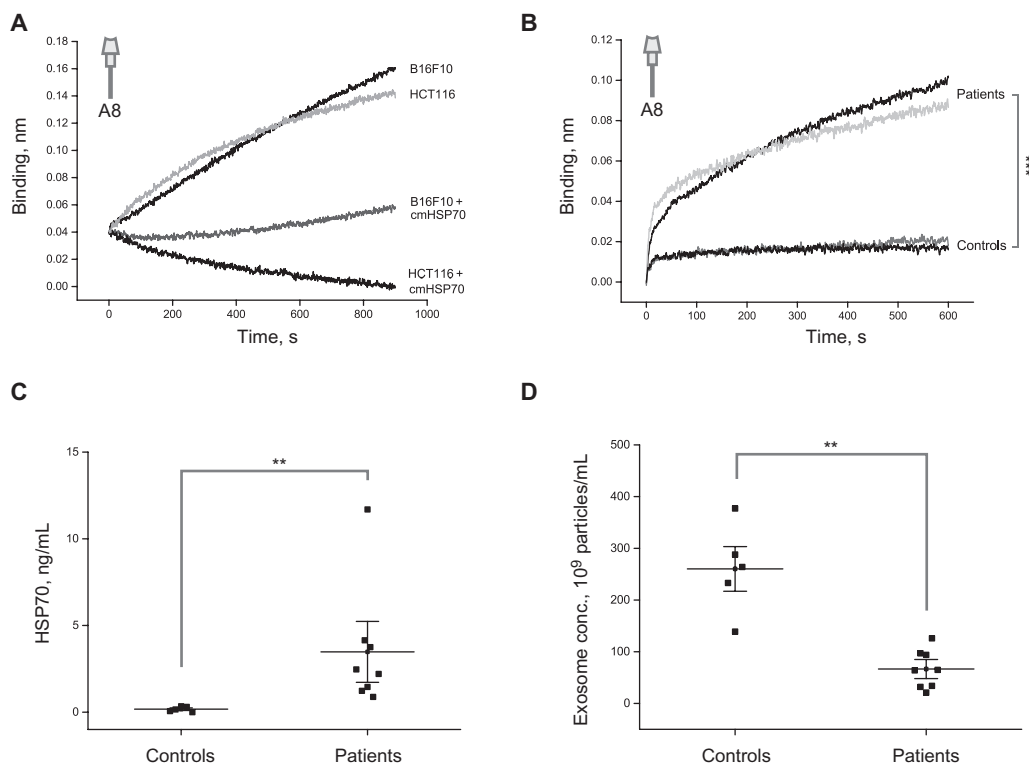 A
0.18
0.16
0.14
0.12
0.10
0.08
0.06
0.04
0.02
0.00
Binding, nm
A8
B16F10
HCT116
B16F10 +
cmHSP70
HCT116 +
cmHSP70
0
200
400
600
800
1000
Time, s
B
0.12
0.10
0.08
0.06
0.04
0.02
0.00
Binding, nm
A8
Patients
***
Controls
0
100
200
300
400
500
600
Time, s
C
15
10
5
0
HSP70, ng/mL
**
Controls
Patients
D
500
400
300
200
100
0
Exosome conc., 10⁹ particles/mL
**
Controls
Patients